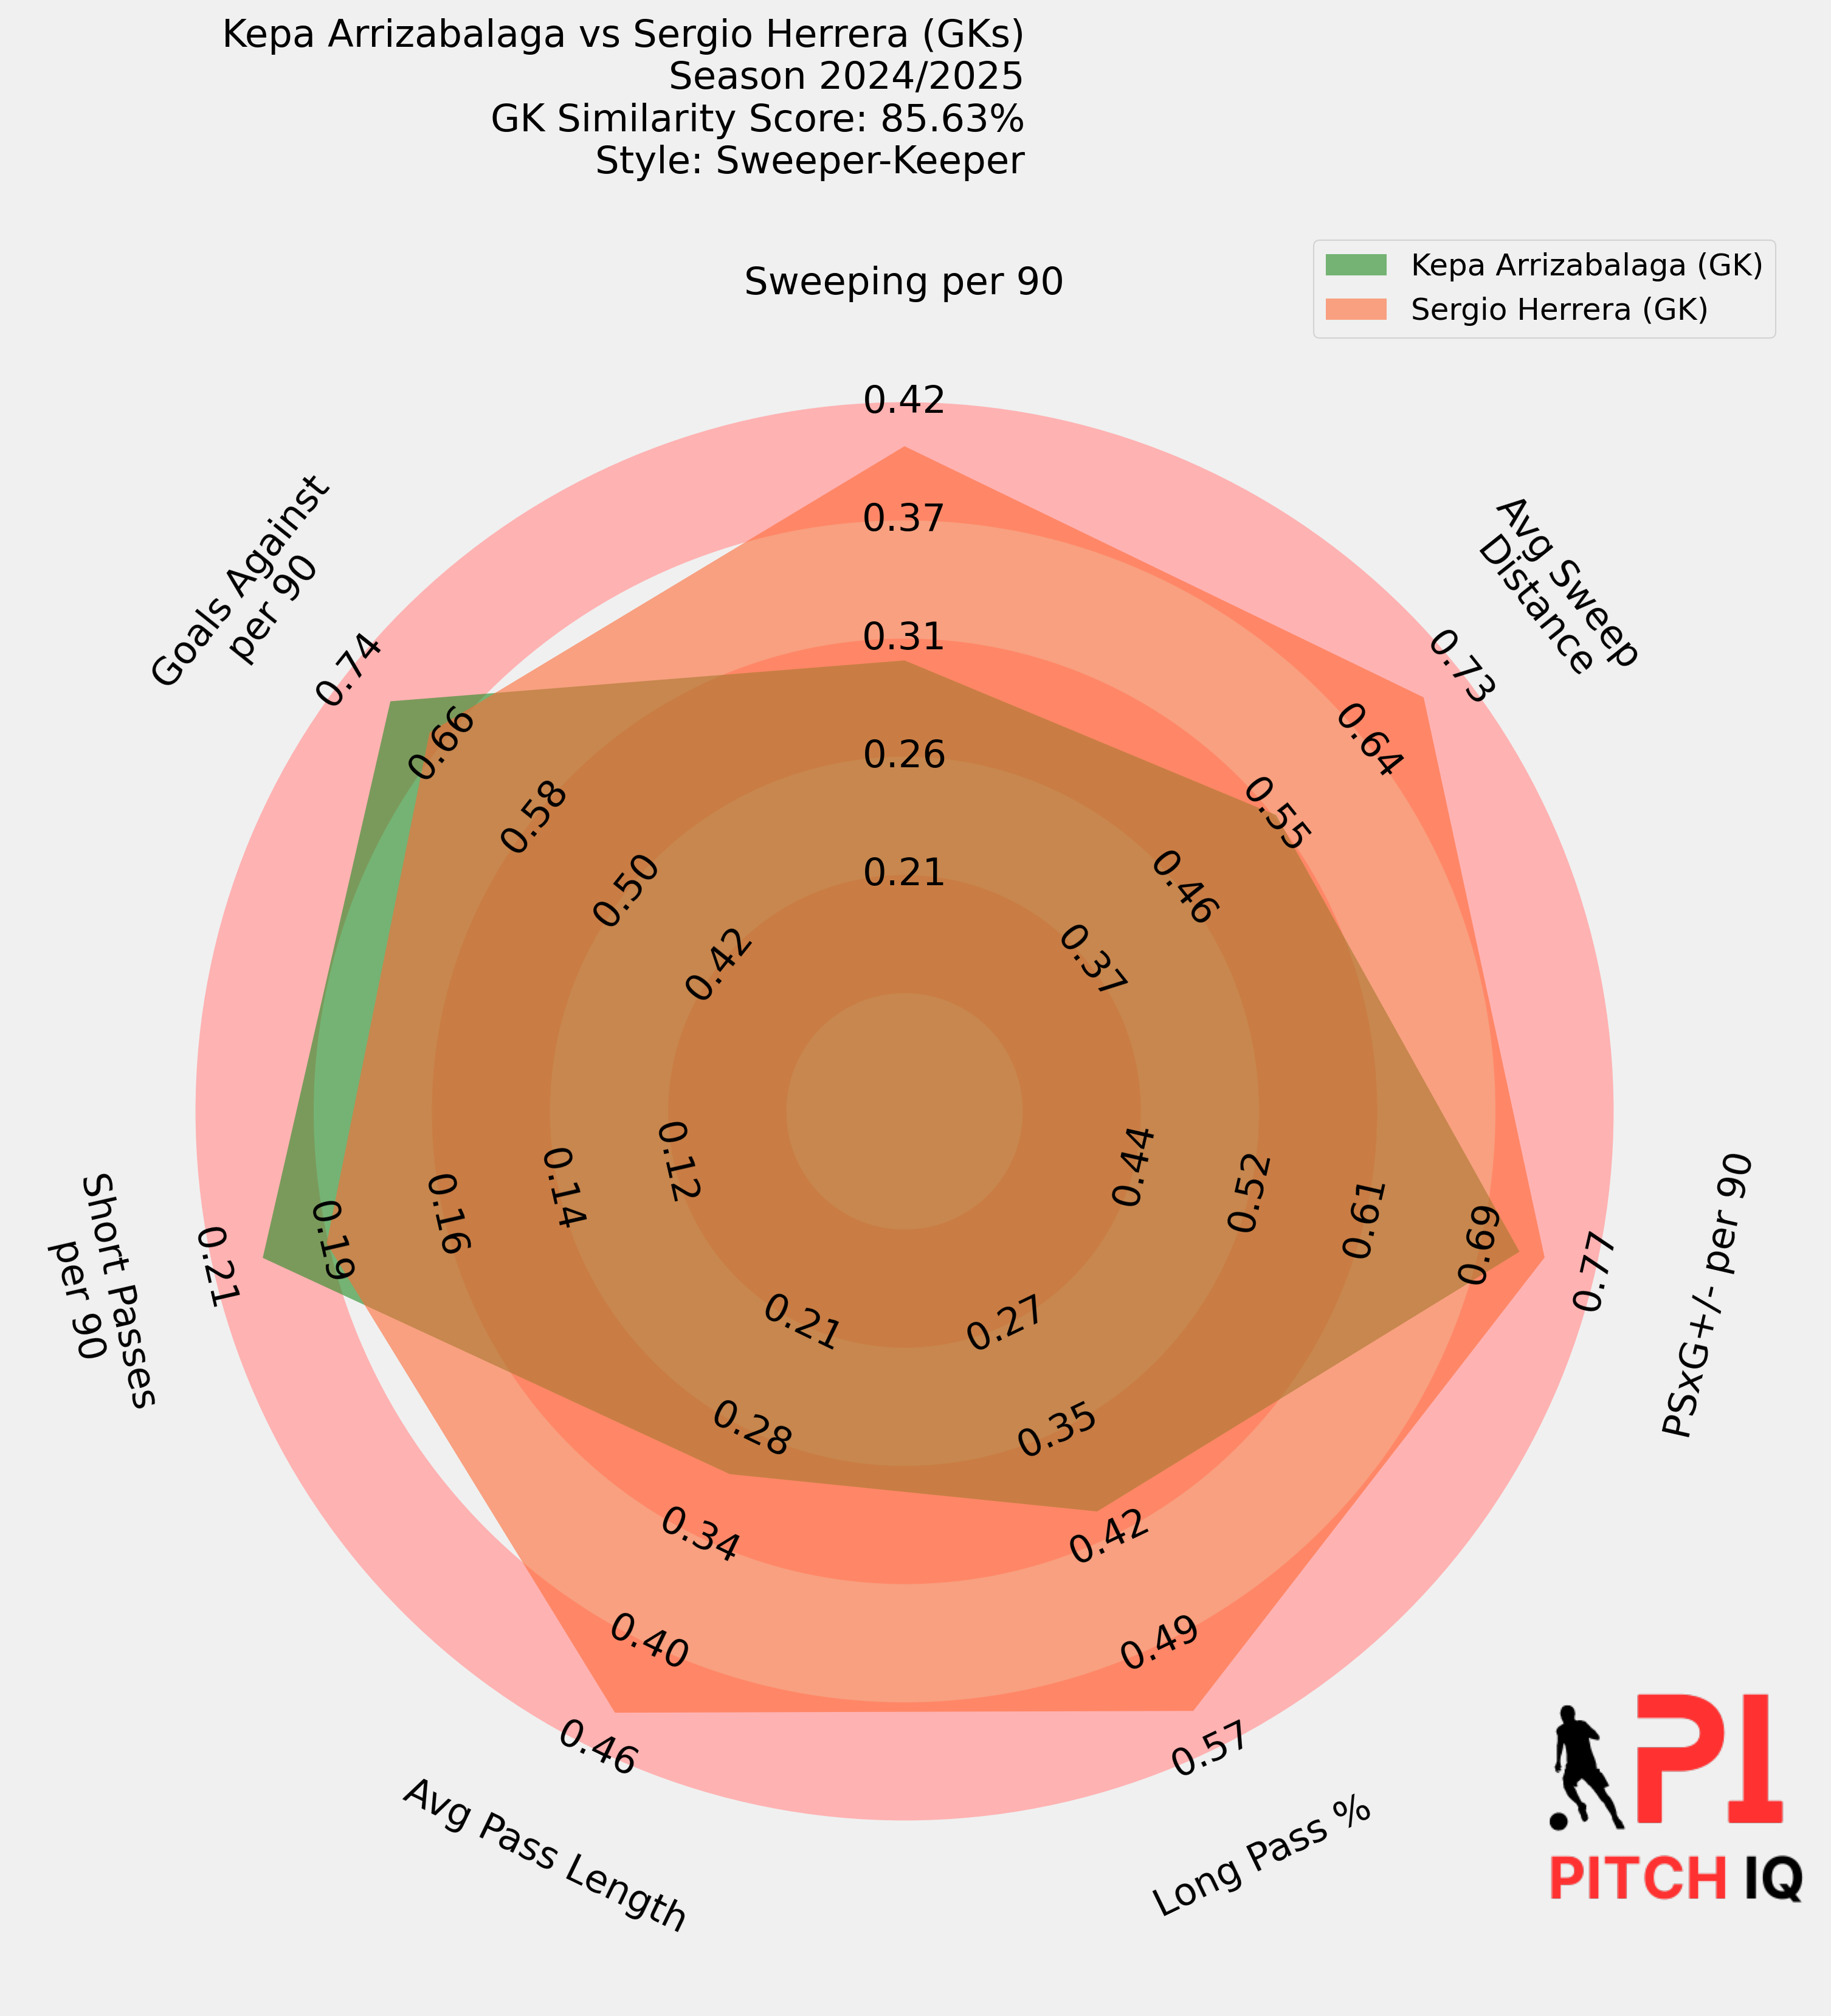 Kepa Arrizabalaga vs Sergio Herrera (GKs)
Season 2024/2025
GK Similarity Score: 85.63%
Style: Sweeper-Keeper
Kepa Arrizabalaga (GK)
Sergio Herrera (GK)
Sweeping per 90
0.42
0.37
0.31
0.26
0.21
Avg Sweep
Distance
0.73
0.64
0.55
0.46
0.37
PSxG+/- per 90
0.77
0.69
0.61
0.52
0.44
Long Pass %
0.57
0.49
0.42
0.35
0.27
Avg Pass Length
0.46
0.40
0.34
0.28
0.21
Short Passes
per 90
0.21
0.19
0.16
0.14
0.12
Goals Against
per 90
0.74
0.66
0.58
0.50
0.42
PI
PITCH IQ